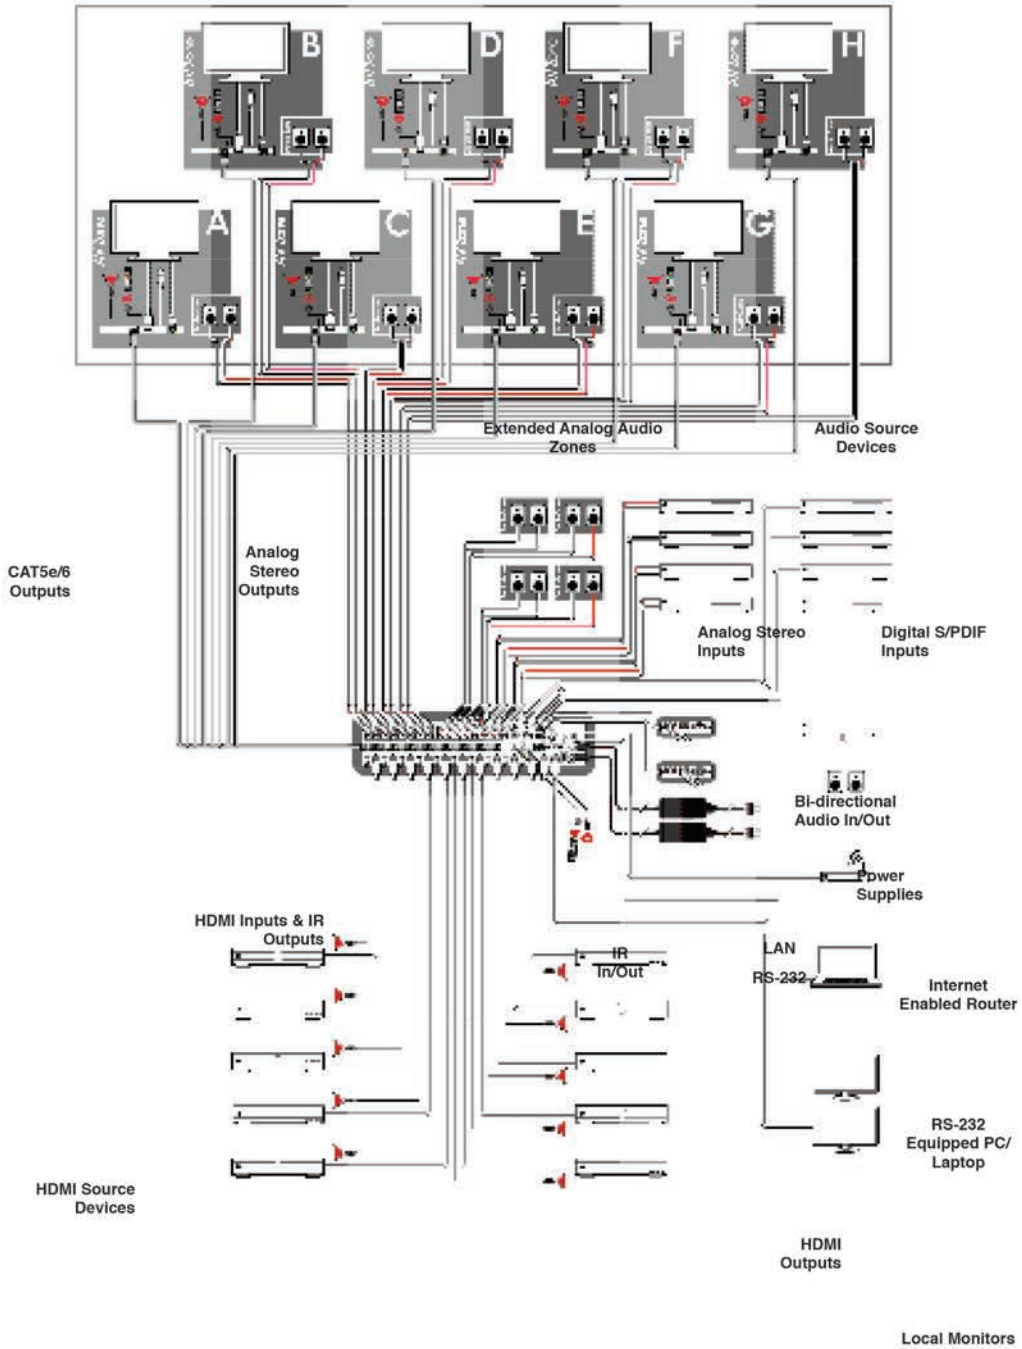 B
D
F
H
A
C
E
G
Extended Analog Audio
Zones
Audio Source
Devices
CAT5e/6
Outputs
Analog
Stereo
Outputs
Analog Stereo
Inputs
Digital S/PDIF
Inputs
Bi-directional
Audio In/Out
Power
Supplies
HDMI Inputs & IR
Outputs
IR
In/Out
LAN
RS-232
Internet
Enabled Router
RS-232
Equipped PC/
Laptop
HDMI Source
Devices
HDMI
Outputs
Local Monitors